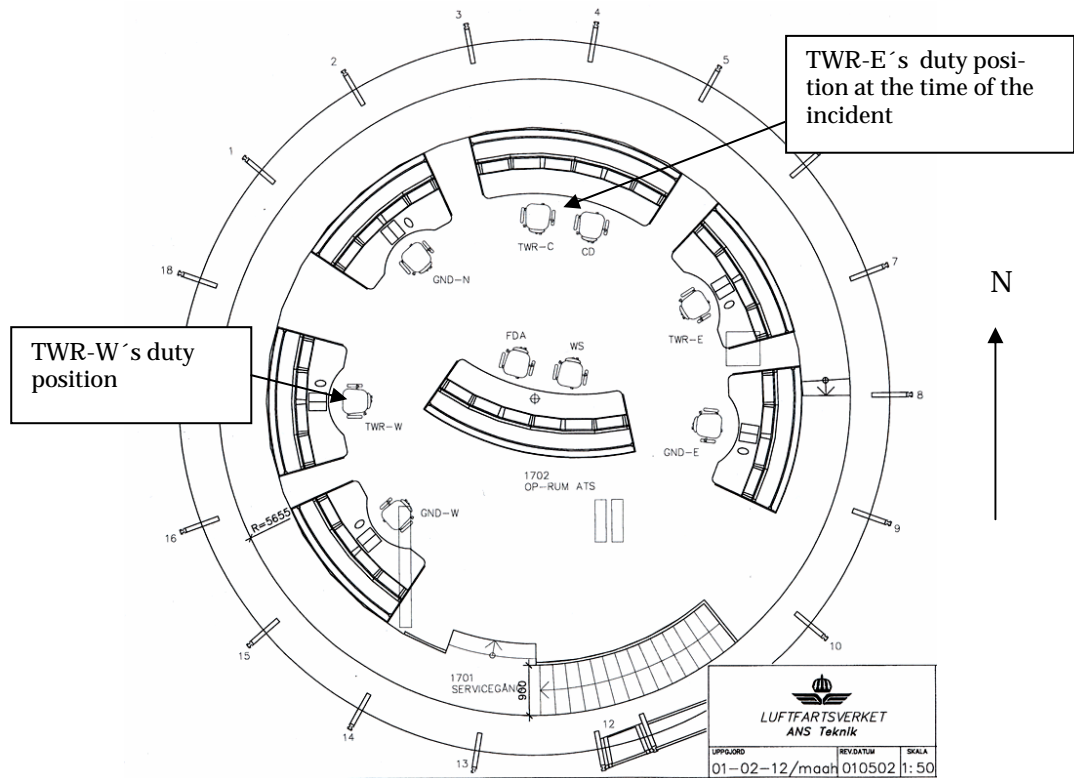 3
4
2
5
TWR-E´s duty posi-
tion at the time of the
incident
1
TWR-C
CD
18
GND-N
7
N
TWR-E
FDA
WS
TWR-W´s duty
position
8
TWR-W
GND-E
1702
OP-RUM ATS
GND-W
R=5655
16
9
15
10
1701
SERVICEGÅNG
900
14
12
13
LUFTFARTSVERKET
ANS Teknik
UPPGJORD
REV.DATUM
SKALA
01-02-12/maah
010502
1:50